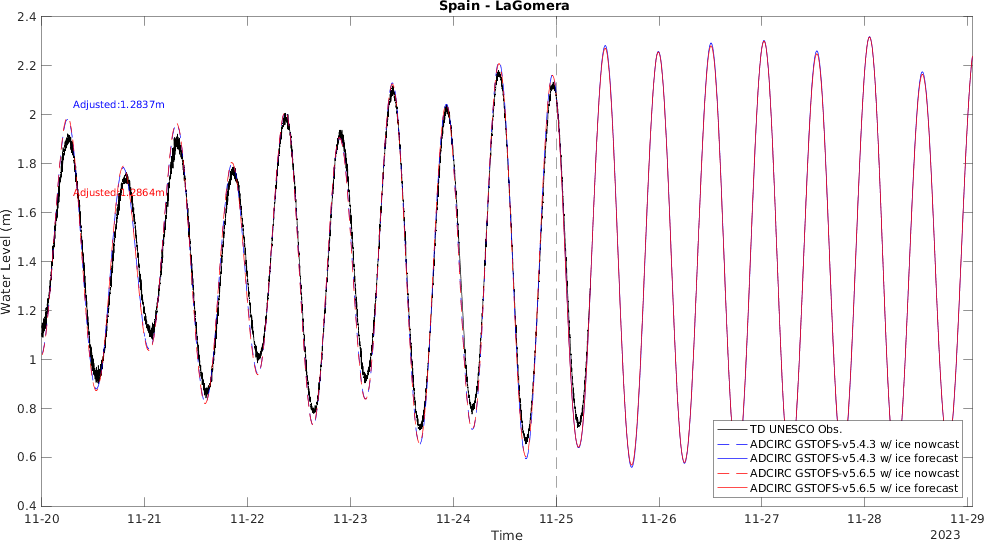 Spain - LaGomera
2.4
2.2
2
1.8
1.6
1.4
1.2
1
0.8
0.6
0.4
Water Level (m)
Adjusted:1.2837m
Adjusted:1.2864m
TD UNESCO Obs.
ADCIRC GSTOFS-v5.4.3 w/ ice nowcast
ADCIRC GSTOFS-v5.4.3 w/ ice forecast
ADCIRC GSTOFS-v5.6.5 w/ ice nowcast
ADCIRC GSTOFS-v5.6.5 w/ ice forecast
11-20 11-21 11-22 11-23 11-24 11-25 11-26 11-27 11-28 11-29
Time
2023